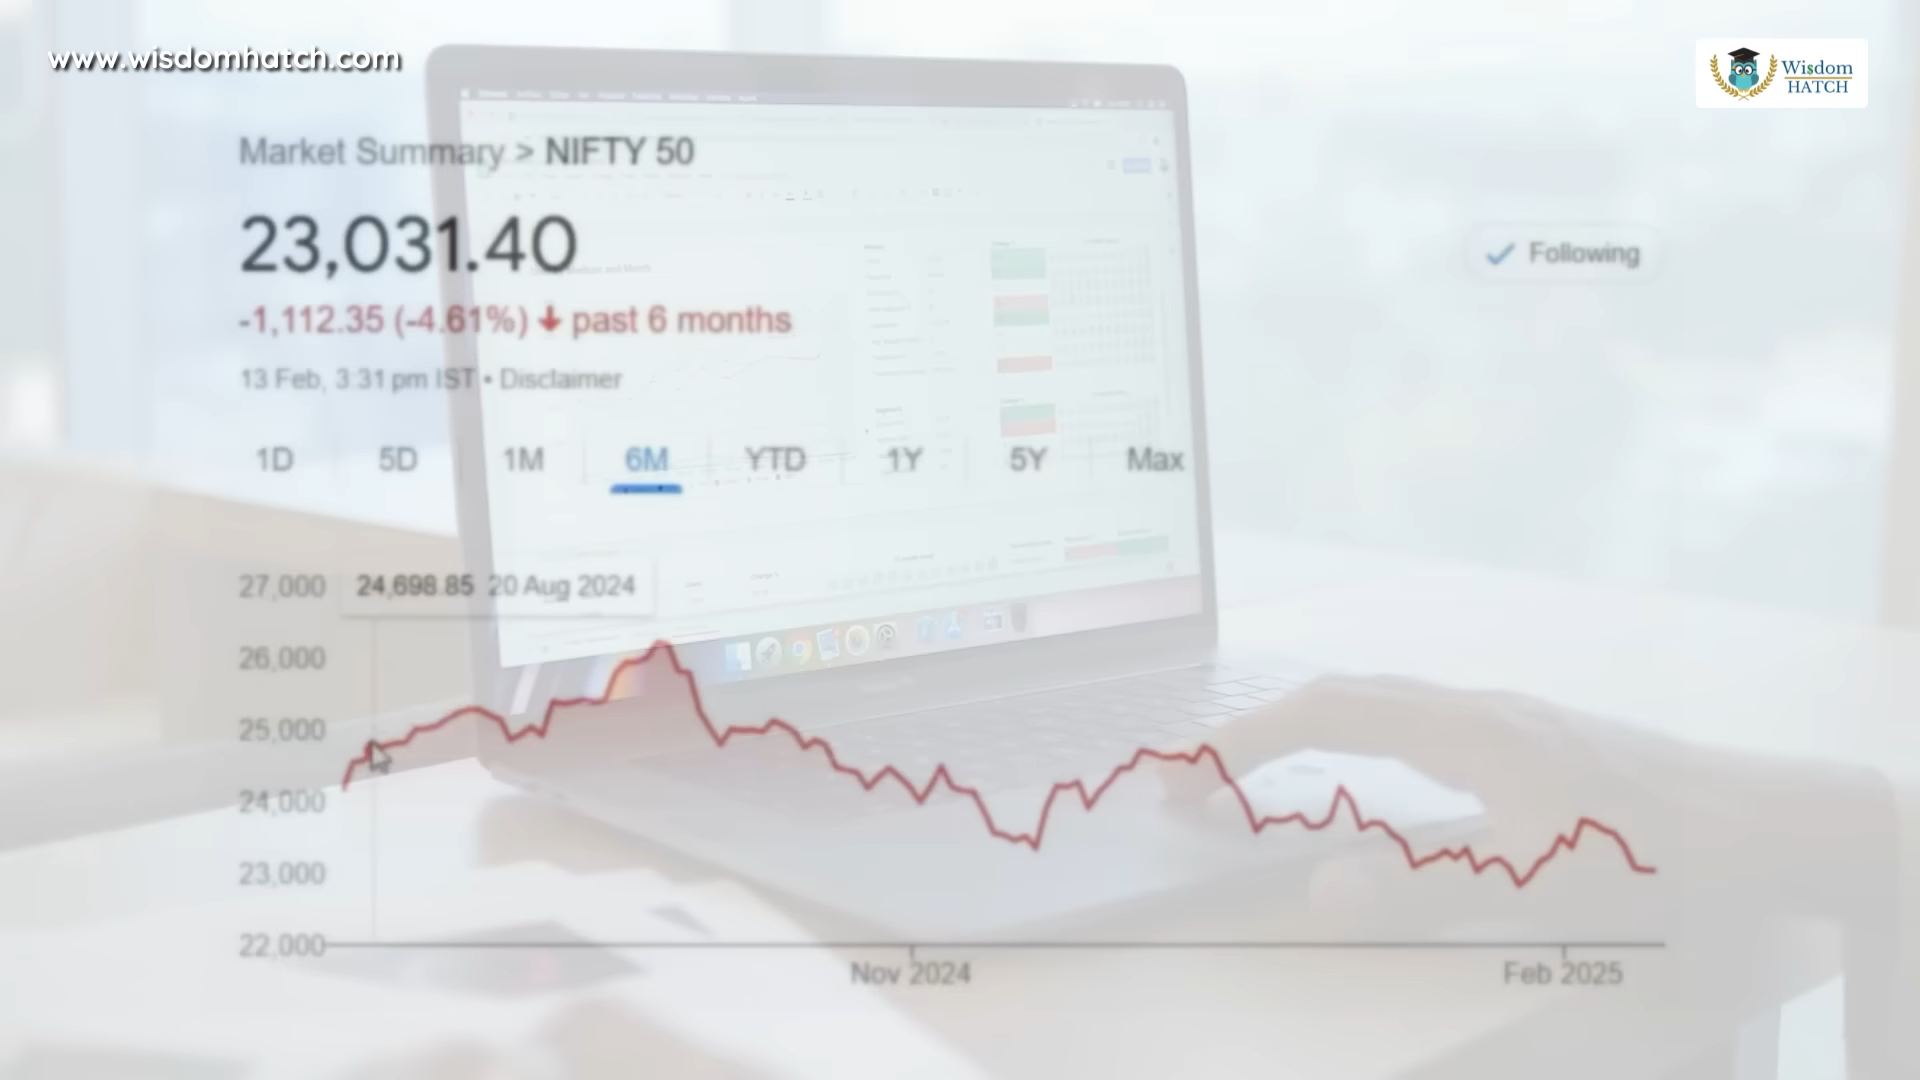 www.wisdomhatch.com
Wisdom
HATCH
Market Summary > NIFTY 50
23,031.40
Following
-1,112.35 (-4.61%) past 6 months
13 Feb, 3:31 pm IST • Disclaimer
1D 5D 1M 6M YTD 1Y 5Y Max
27,000 24,698.85 20 Aug 2024
26,000
25,000
24,000
23,000
22,000
Nov 2024 Feb 2025